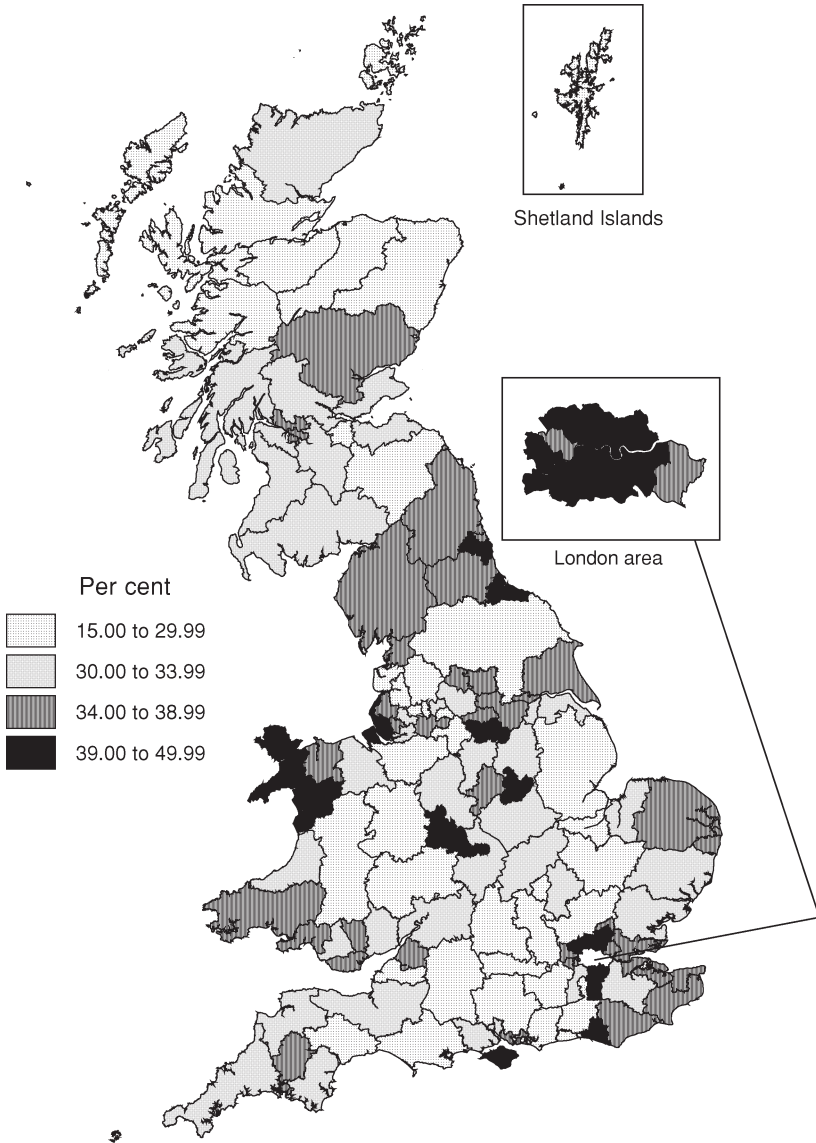 Shetland Islands
London area
Per cent
15.00 to 29.99
30.00 to 33.99
34.00 to 38.99
39.00 to 49.99